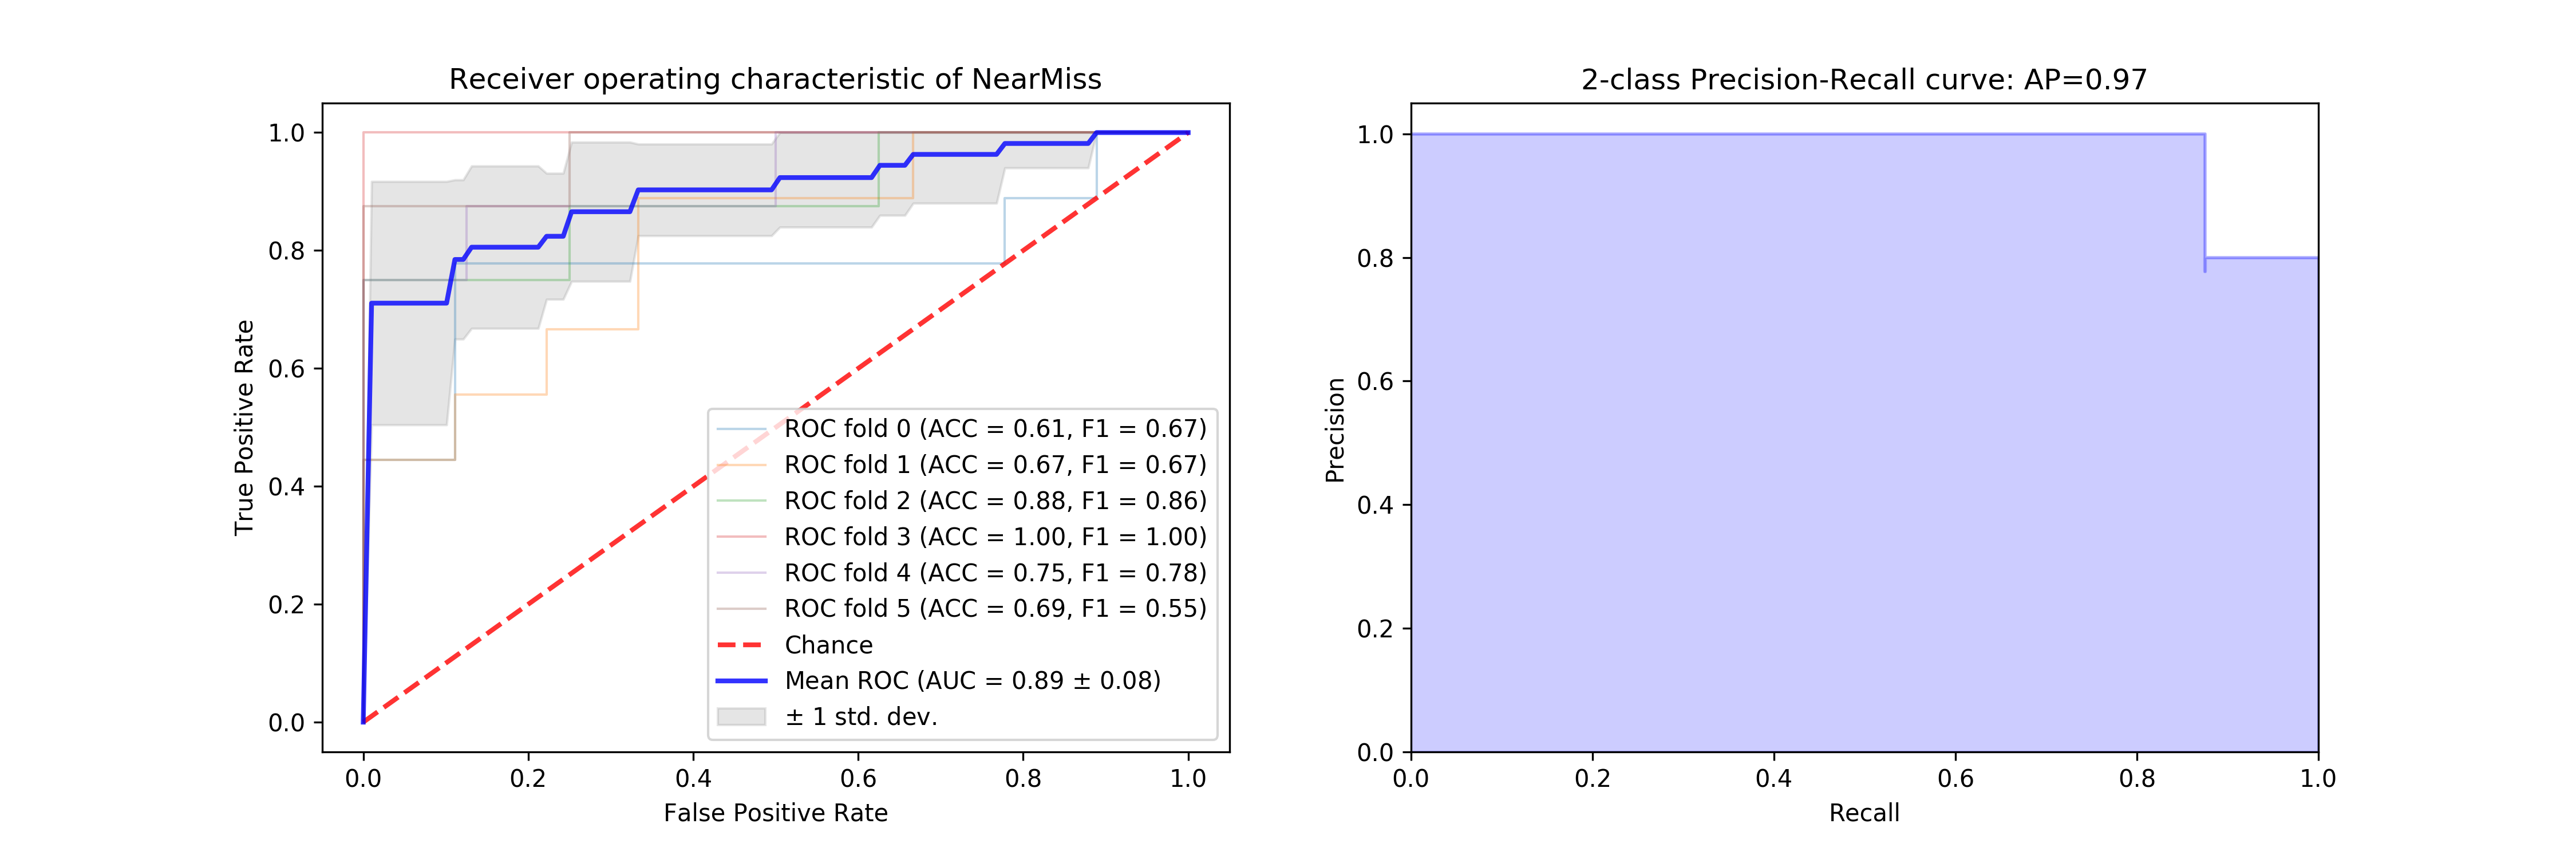 Receiver operating characteristic of NearMiss
True Positive Rate
1.0
0.8
0.6
0.4
0.2
0.0
ROC fold 0 (ACC = 0.61, F1 = 0.67)
ROC fold 1 (ACC = 0.67, F1 = 0.67)
ROC fold 2 (ACC = 0.88, F1 = 0.86)
ROC fold 3 (ACC = 1.00, F1 = 1.00)
ROC fold 4 (ACC = 0.75, F1 = 0.78)
ROC fold 5 (ACC = 0.69, F1 = 0.55)
Chance
Mean ROC (AUC = 0.89 ± 0.08)
± 1 std. dev.
0.0 0.2 0.4 0.6 0.8 1.0
False Positive Rate
2-class Precision-Recall curve: AP=0.97
Precision
1.0
0.8
0.6
0.4
0.2
0.0
0.0 0.2 0.4 0.6 0.8 1.0
Recall